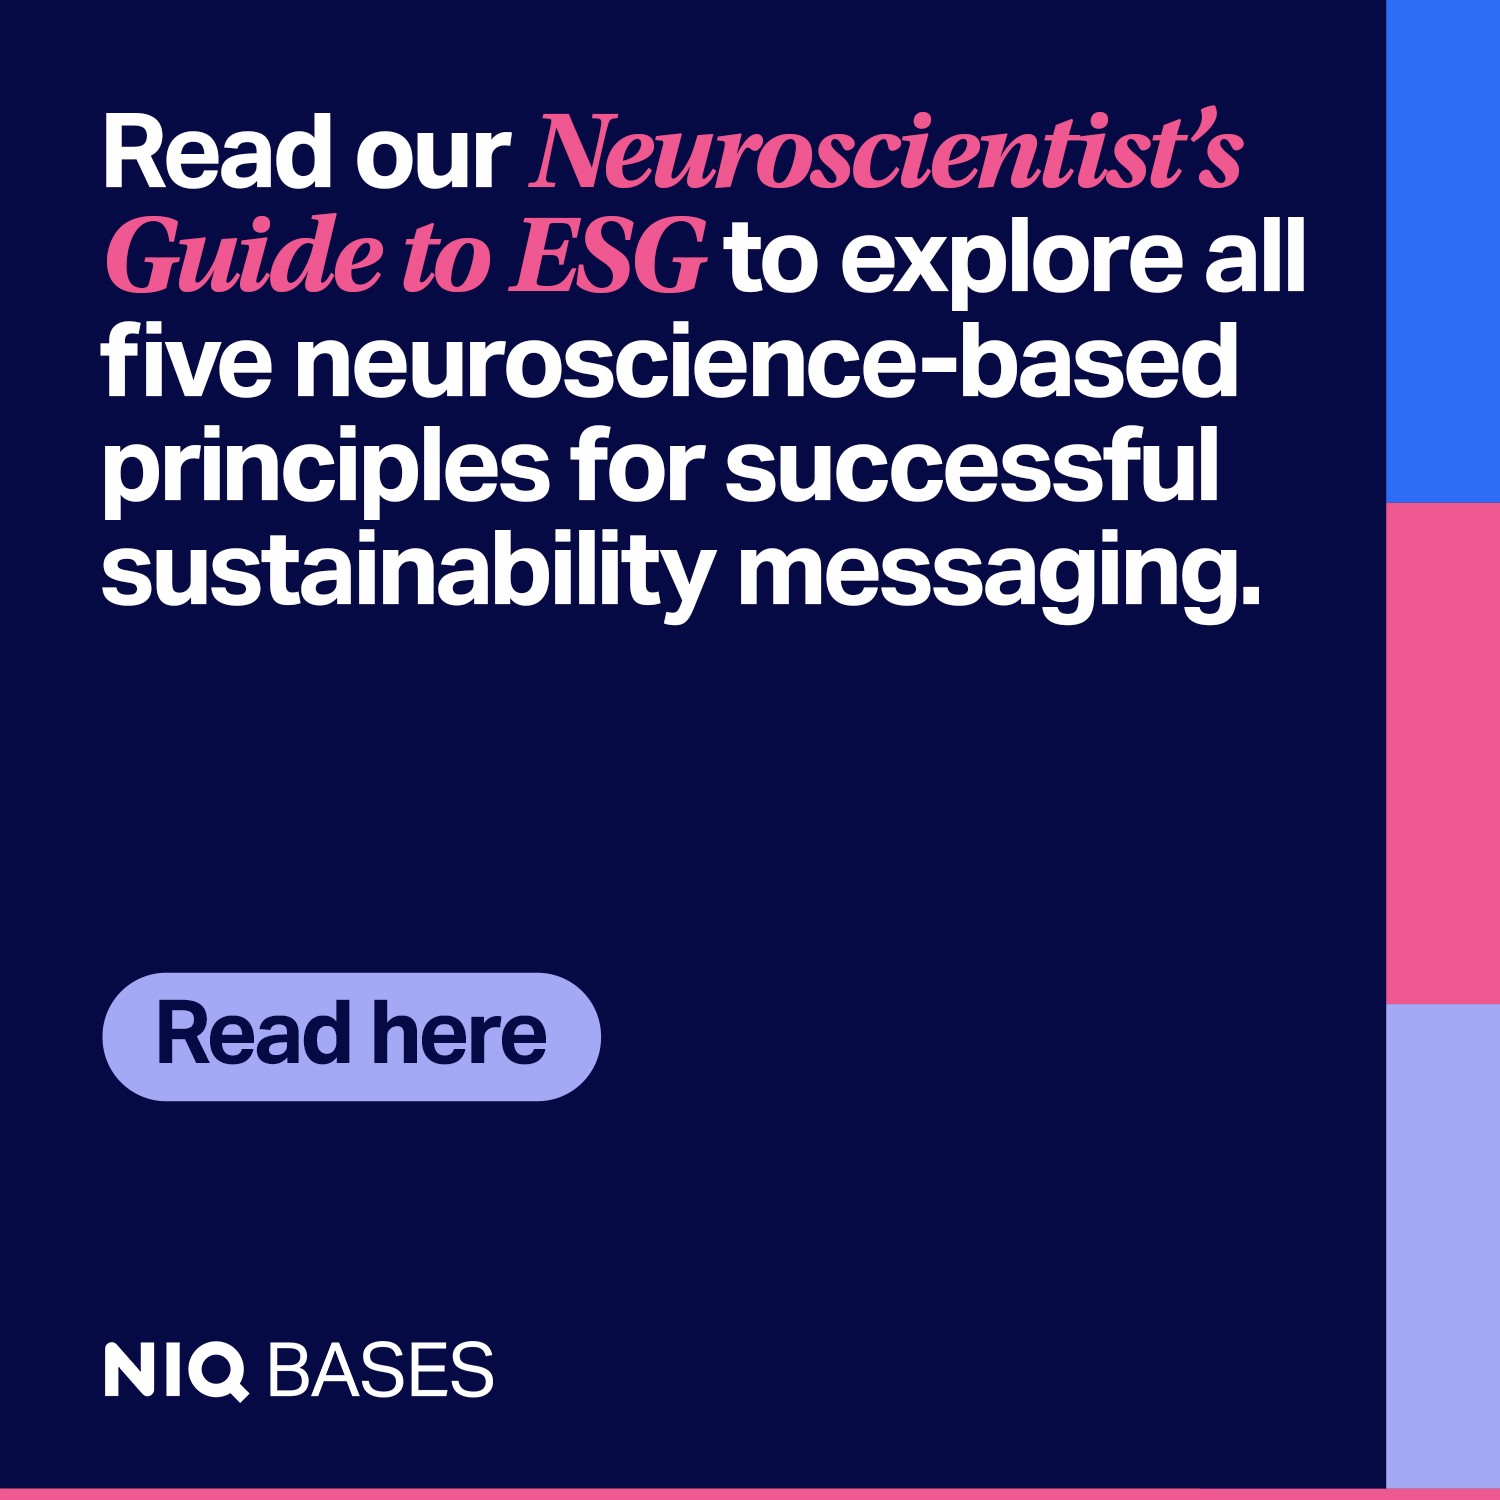 Read our Neuroscientist’s
Guide to ESG to explore all
five neuroscience-based
principles for successful
sustainability messaging.
Read here
NIQ BASES